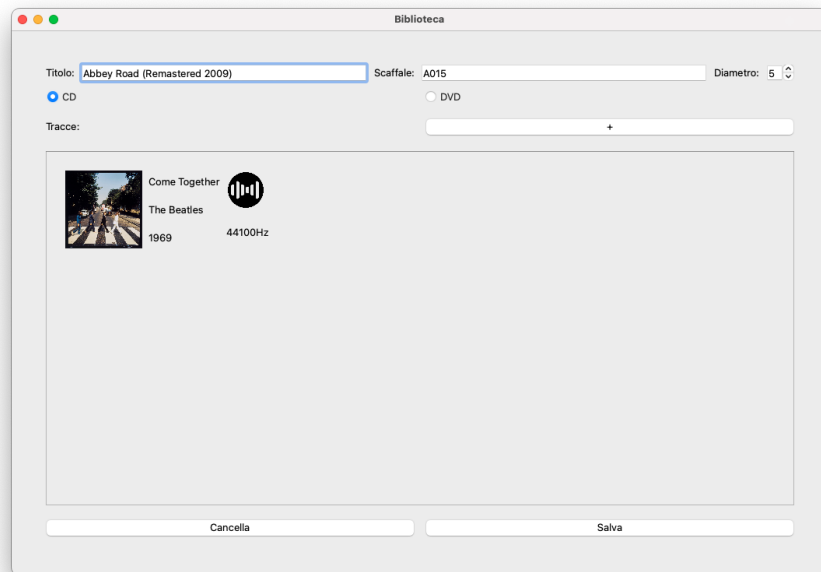 Biblioteca
Titolo: Abbey Road (Remastered 2009) Scaffale: A015 Diametro: 5
CD DVD
Tracce: +
Come Together
The Beatles
1969
44100Hz
Cancella Salva